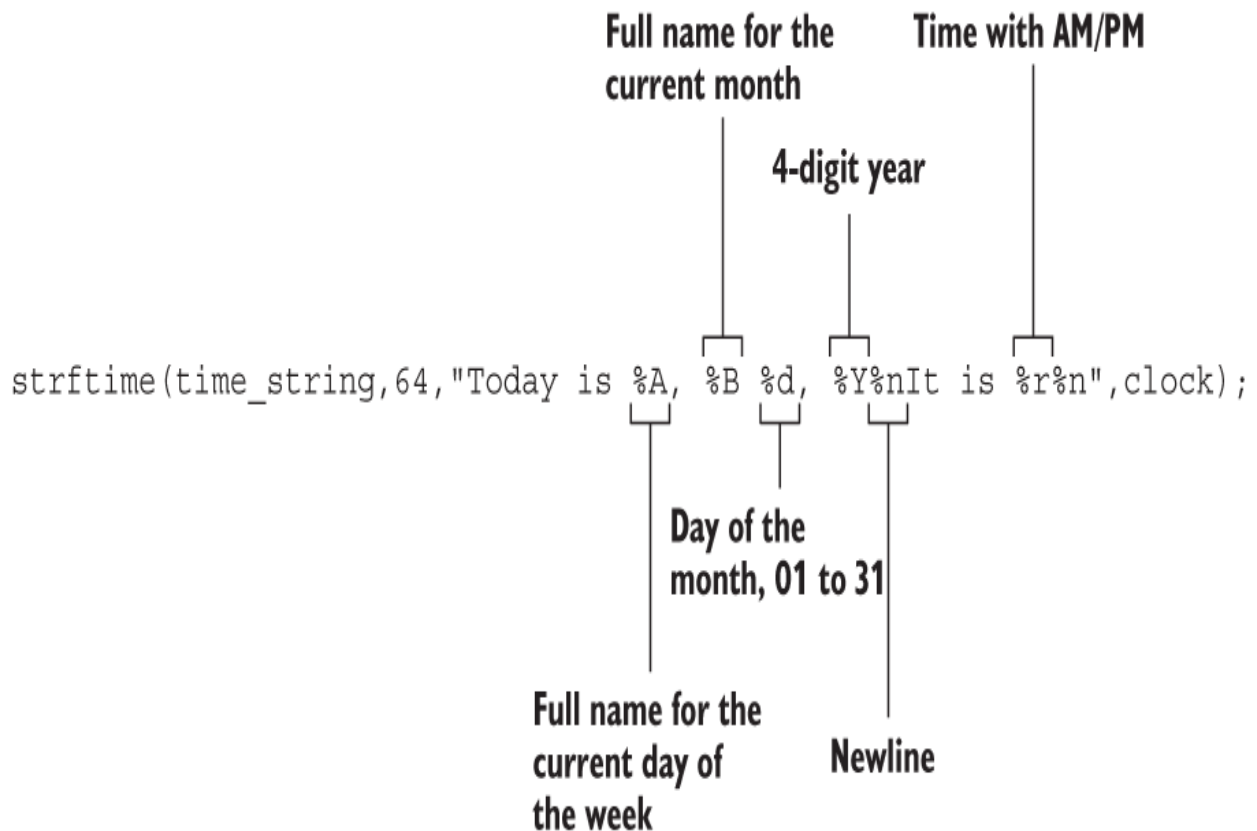 Full name for the
current month
Time with AM/PM
4-digit year
strftime(time_string,64,"Today is %A, %B %d, %Y%nIt is %r%n",clock);
Day of the
month, 01 to 31
Full name for the
current day of
the week
Newline